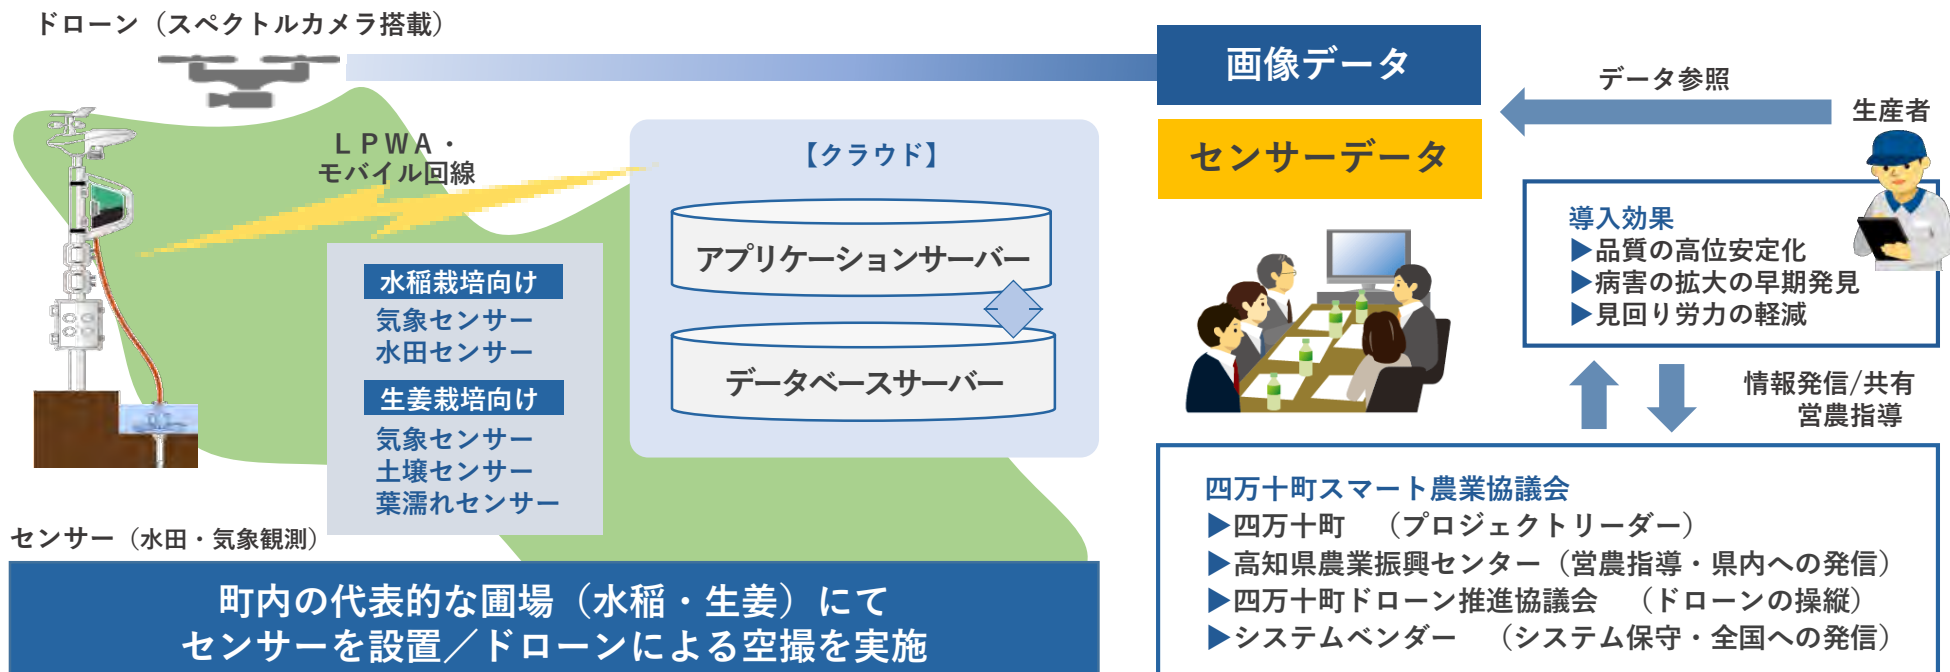 ドローン（スペクトルカメラ搭載）
ＬＰＷＡ・
モバイル回線
【クラウド】
アプリケーションサーバー
データベースサーバー
水稲栽培向け
気象センサー
水田センサー
生姜栽培向け
気象センサー
土壌センサー
葉濡れセンサー
センサー（水田・気象観測）
町内の代表的な圃場（水稲・生姜）にて
センサーを設置／ドローンによる空撮を実施
画像データ
センサーデータ
データ参照
生産者
導入効果
▶品質の高位安定化
▶病害の拡大の早期発見
▶見回り労力の軽減
情報発信/共有
営農指導
四万十町スマート農業協議会
▶四万十町　（プロジェクトリーダー）
▶高知県農業振興センター（営農指導・県内への発信）
▶四万十町ドローン推進協議会　（ドローンの操縦）
▶システムベンダー　（システム保守・全国への発信）